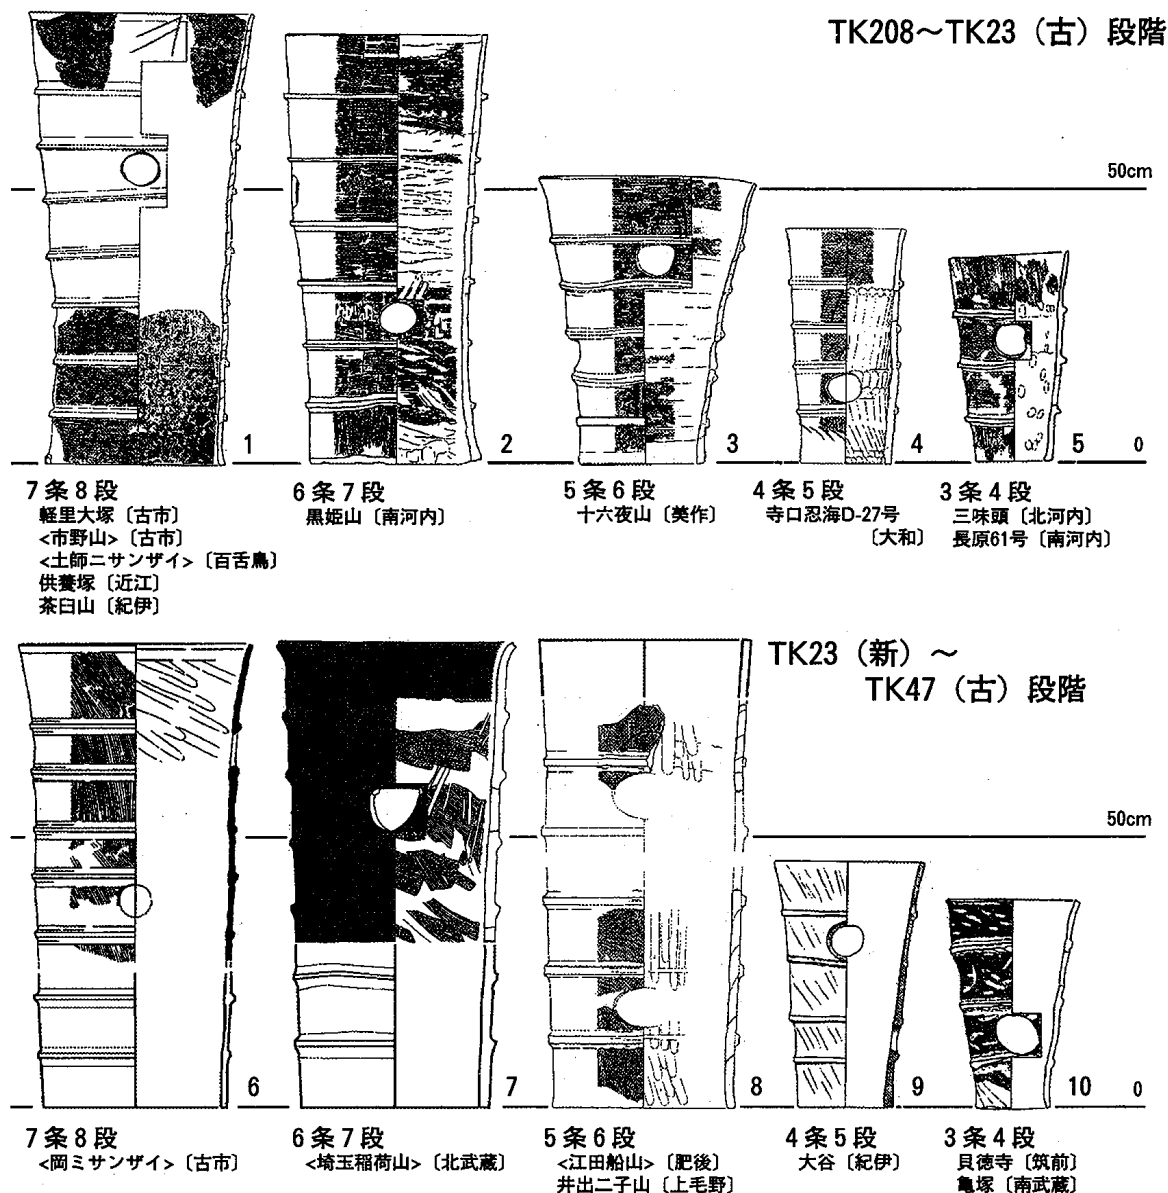 TK208～TK23（古）段階
50cm
1
2
3
4
5
0
7条8段
軽里大塚〔古市〕
<市野山>〔古市〕
<土師ニサンザイ>〔百舌鳥〕
供養塚〔近江〕
茶臼山〔紀伊〕
6条7段
黒姫山〔南河内〕
5条6段
十六夜山〔美作〕
4条5段
寺口忍海D-27号
〔大和〕
3条4段
三味頭〔北河内〕
長原61号〔南河内〕
TK23（新）～
TK47（古）段階
50cm
6
7
8
9
10
0
7条8段
<岡ミサンザイ>〔古市〕
6条7段
<埼玉稲荷山>〔北武蔵〕
5条6段
<江田船山>〔肥後〕
井出二子山〔上毛野〕
4条5段
大谷〔紀伊〕
3条4段
貝徳寺〔筑前〕
亀塚〔南武蔵〕